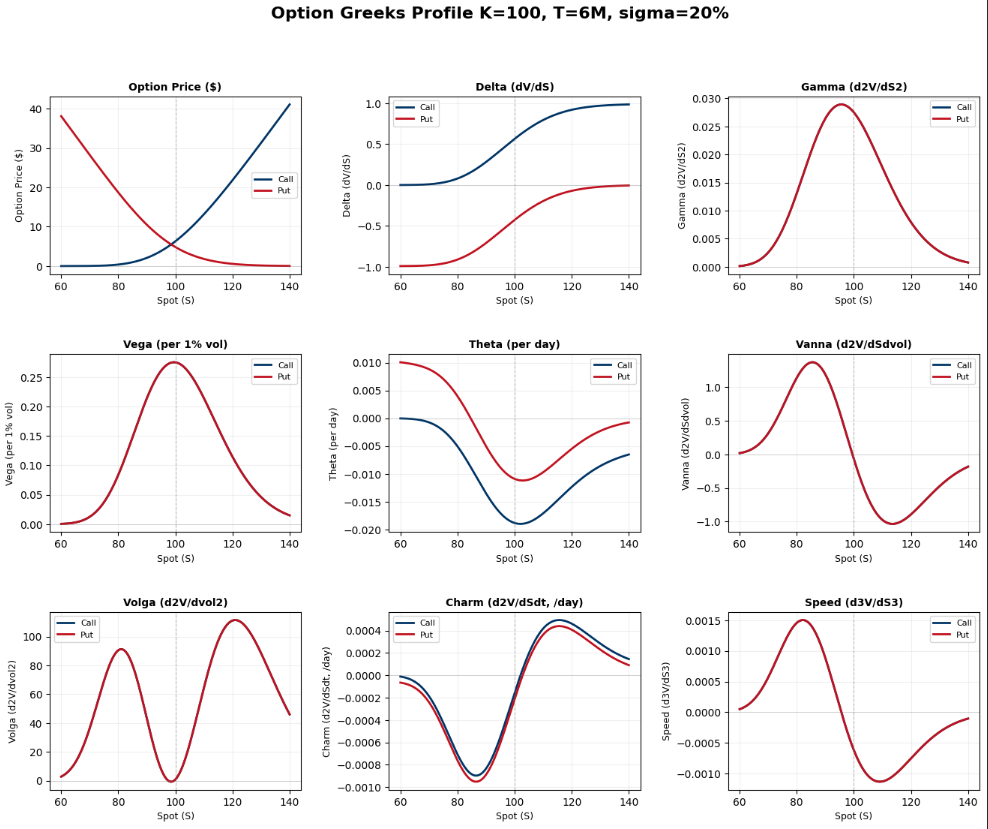 Option Greeks Profile K=100, T=6M, sigma=20%
Option Price ($)
Option Price ($)
40
30
20
10
0
Call
Put
60 80 100 120 140
Spot (S)
Delta (dV/dS)
Delta (dV/dS)
1.0
0.5
0.0
−0.5
−1.0
Call
Put
60 80 100 120 140
Spot (S)
Gamma (d2V/dS2)
Gamma (d2V/dS2)
0.030
0.025
0.020
0.015
0.010
0.005
0.000
Call
Put
60 80 100 120 140
Spot (S)
Vega (per 1% vol)
Vega (per 1% vol)
0.25
0.20
0.15
0.10
0.05
0.00
Call
Put
60 80 100 120 140
Spot (S)
Theta (per day)
Theta (per day)
0.010
0.005
0.000
−0.005
−0.010
−0.015
−0.020
Call
Put
60 80 100 120 140
Spot (S)
Vanna (d2V/dSdvol)
Vanna (d2V/dSdvol)
1.0
0.5
0.0
−0.5
−1.0
Call
Put
60 80 100 120 140
Spot (S)
Volga (d2V/dvol2)
Volga (d2V/dvol2)
100
80
60
40
20
0
Call
Put
60 80 100 120 140
Spot (S)
Charm (d2V/dSdt, /day)
Charm (d2V/dSdt, /day)
0.0004
0.0002
0.0000
−0.0002
−0.0004
−0.0006
−0.0008
−0.0010
Call
Put
60 80 100 120 140
Spot (S)
Speed (d3V/dS3)
Speed (d3V/dS3)
0.0015
0.0010
0.0005
0.0000
−0.0005
−0.0010
Call
Put
60 80 100 120 140
Spot (S)